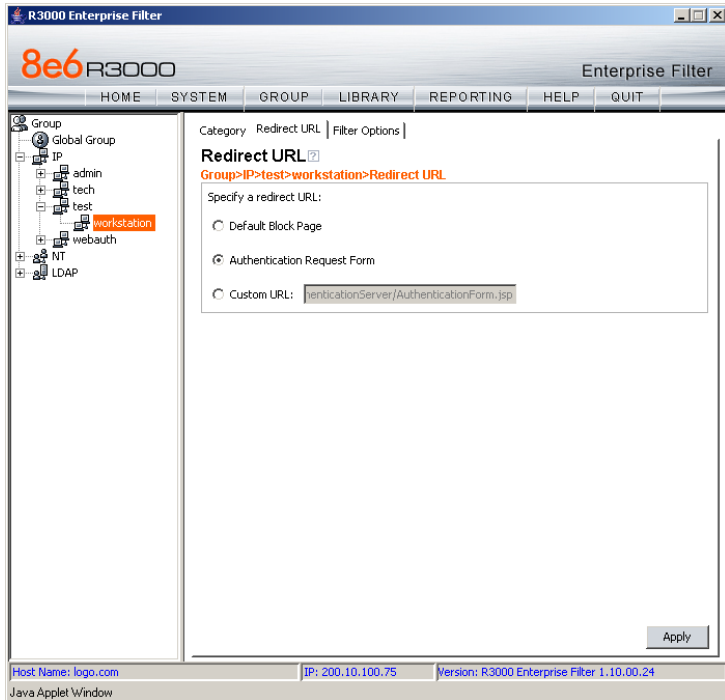 R3000 Enterprise Filter
8e6 R3000
Enterprise Filter
HOME SYSTEM GROUP LIBRARY REPORTING HELP QUIT
Group
Global Group
IP
admin
tech
test
workstation
webauth
NT
LDAP
Category Redirect URL Filter Options
Redirect URL ?
Group>IP>test>workstation>Redirect URL
Specify a redirect URL:
Default Block Page
Authentication Request Form
Custom URL: henticationServer/AuthenticationForm.jsp
Apply
Host Name: logo.com IP: 200.10.100.75 Version: R3000 Enterprise Filter 1.10.00.24
Java Applet Window